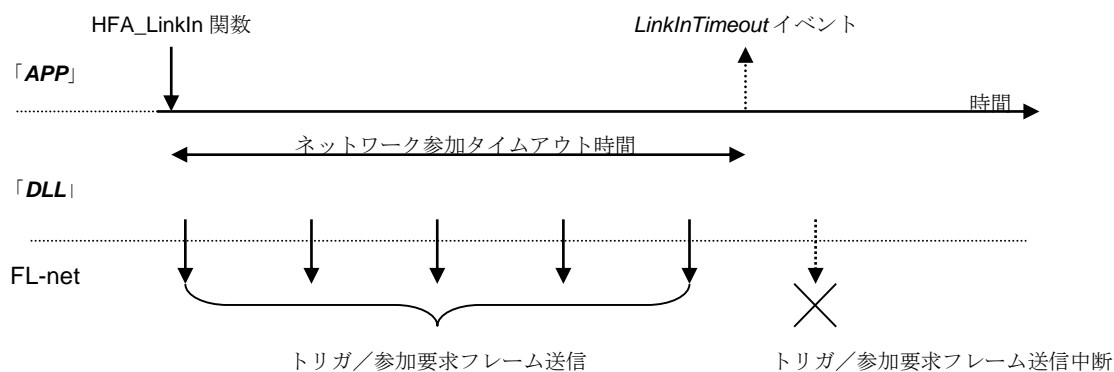 HFA_LinkIn 関数
LinkInTimeout イベント
「APP」
時間
ネットワーク参加タイムアウト時間
「DLL」
FL-net
トリガ／参加要求フレーム送信
トリガ／参加要求フレーム送信中断